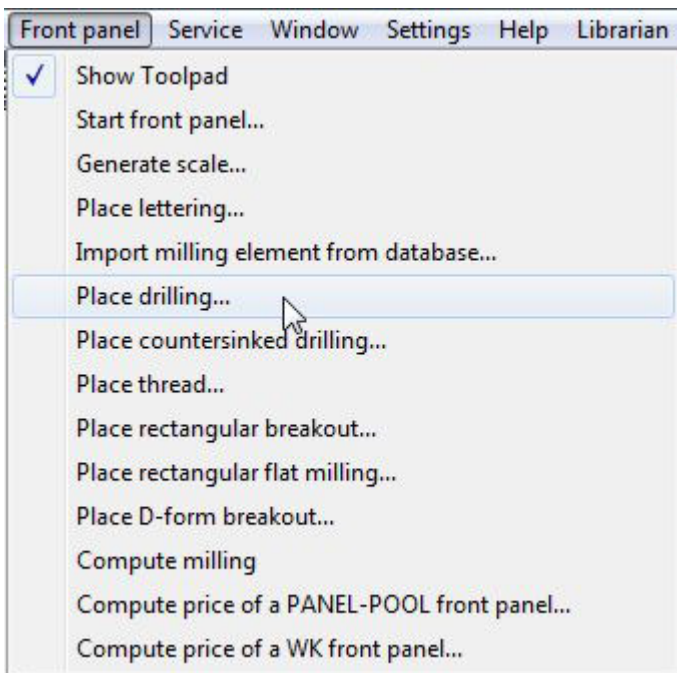 Front panel Service Window Settings Help Librarian
Show Toolpad
Start front panel...
Generate scale...
Place lettering...
Import milling element from database...
Place drilling...
Place countersinked drilling...
Place thread...
Place rectangular breakout...
Place rectangular flat milling...
Place D-form breakout...
Compute milling
Compute price of a PANEL-POOL front panel...
Compute price of a WK front panel...